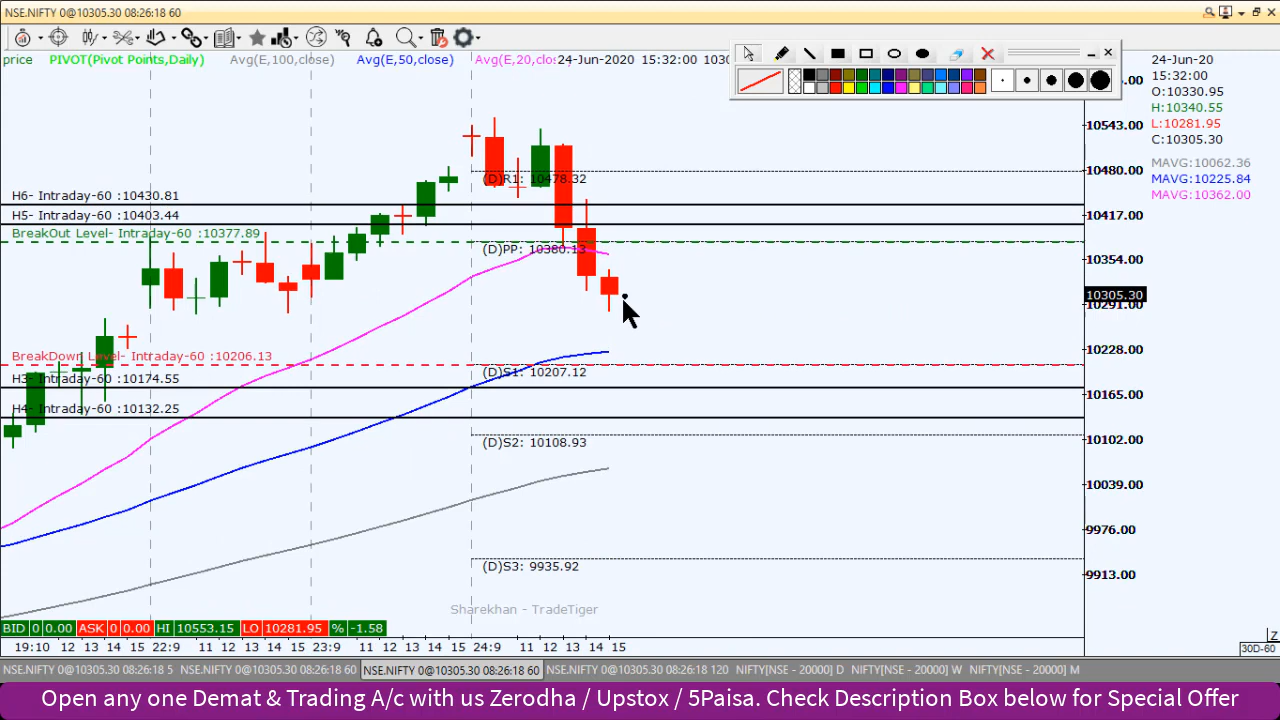 NSE.NIFTY 0@10305.30 08:26:18 60
price PIVOT(Pivot Points,Daily) Avg(E,100,close) Avg(E,50,close) Avg(E,20,clos 24-Jun-2020 15:32:00
24-Jun-20
15:32:00
O:10330.95
H:10340.55
L:10281.95
C:10305.30
MAVG:10062.36
MAVG:10225.84
MAVG:10362.00
10543.00
10480.00
10417.00
10354.00
10305.30
10291.00
10228.00
10165.00
10102.00
10039.00
9976.00
9913.00
(D)R1: 10478.32
H6- Intraday-60 :10430.81
H5- Intraday-60 :10403.44
BreakOut Level- Intraday-60 :10377.89
(D)PP: 10380.13
BreakDown Level- Intraday-60 :10206.13
(D)S1: 10207.12
H3- Intraday-60 :10174.55
H4- Intraday-60 :10132.25
(D)S2: 10108.93
(D)S3: 9935.92
Sharekhan - TradeTiger
BID 0 0.00 ASK 0 0.00 HI 10553.15 LO 10281.95 % -1.58
19:10 12 13 14 15 22:9 11 12 13 14 15 23:9 11 12 13 14 15 24:9 11 12 13 14 15
Z
30D-60
NSE.NIFTY 0@10305.30 08:26:18 5 NSE.NIFTY 0@10305.30 08:26:18 60 NSE.NIFTY 0@10305.30 08:26:18 60 NSE.NIFTY 0@10305.30 08:26:18 120 NIFTY[NSE - 20000] D NIFTY[NSE - 20000] W NIFTY[NSE - 20000] M
Open any one Demat & Trading A/c with us Zerodha / Upstox / 5Paisa. Check Description Box below for Special Offer